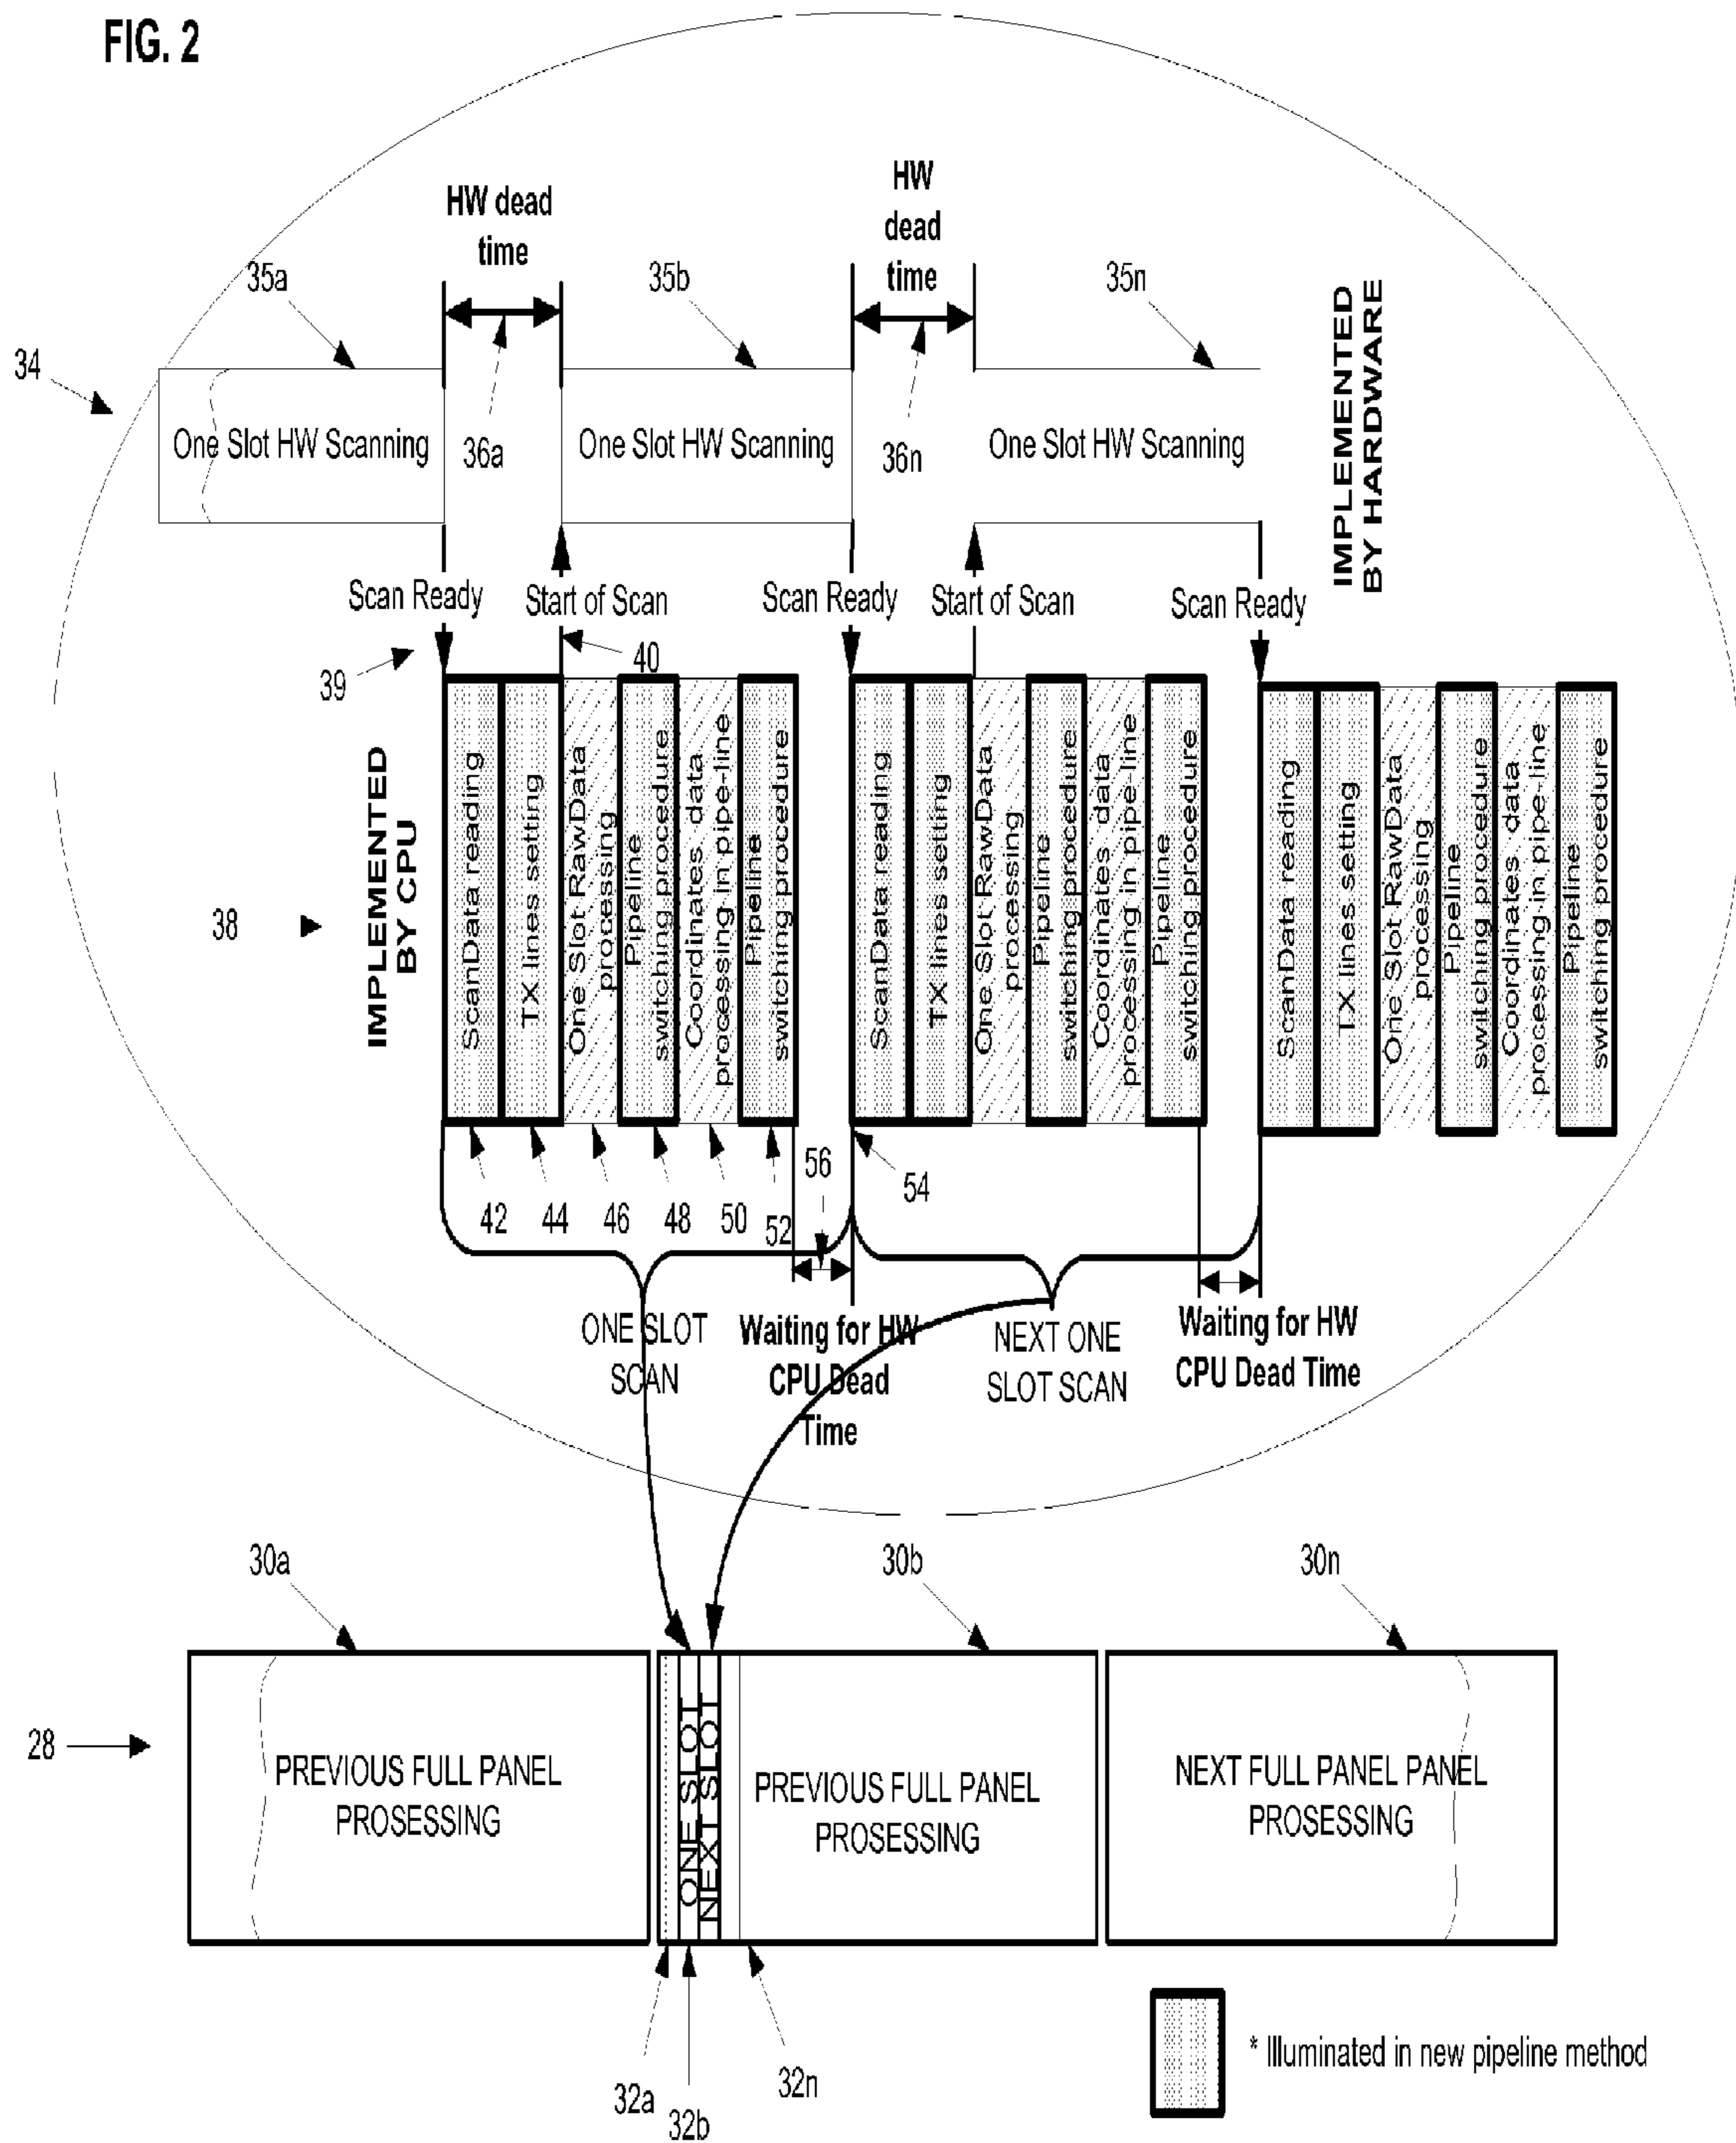 FIG. 2
HW dead
time
HW
dead
time
35a
35b
35n
34
36a
36n
One Slot HW Scanning
One Slot HW Scanning
One Slot HW Scanning
IMPLEMENTED
BY HARDWARE
Scan Ready
Start of Scan
Scan Ready
Start of Scan
Scan Ready
39
40
38
IMPLEMENTED
BY CPU
ScanData reading
TX lines setting
One Slot RawData
processing
Pipeline
switching procedure
Coordinates data
processing in pipe-line
Pipeline
switching procedure
ScanData reading
TX lines setting
One Slot RawData
processing
Pipeline
switching procedure
Coordinates data
processing in pipe-line
Pipeline
switching procedure
ScanData reading
TX lines setting
One Slot RawData
processing
Pipeline
switching procedure
Coordinates data
processing in pipe-line
Pipeline
switching procedure
42
44
46
48
50
52
56
54
ONE SLOT
SCAN
Waiting for HW
CPU Dead
Time
NEXT ONE
SLOT SCAN
Waiting for HW
CPU Dead Time
30a
30b
30n
28
PREVIOUS FULL PANEL
PROSESSING
ONE SLOT
NEXT SLOT
PREVIOUS FULL PANEL
PROSESSING
NEXT FULL PANEL PANEL
PROSESSING
32a
32b
32n
* Illuminated in new pipeline method